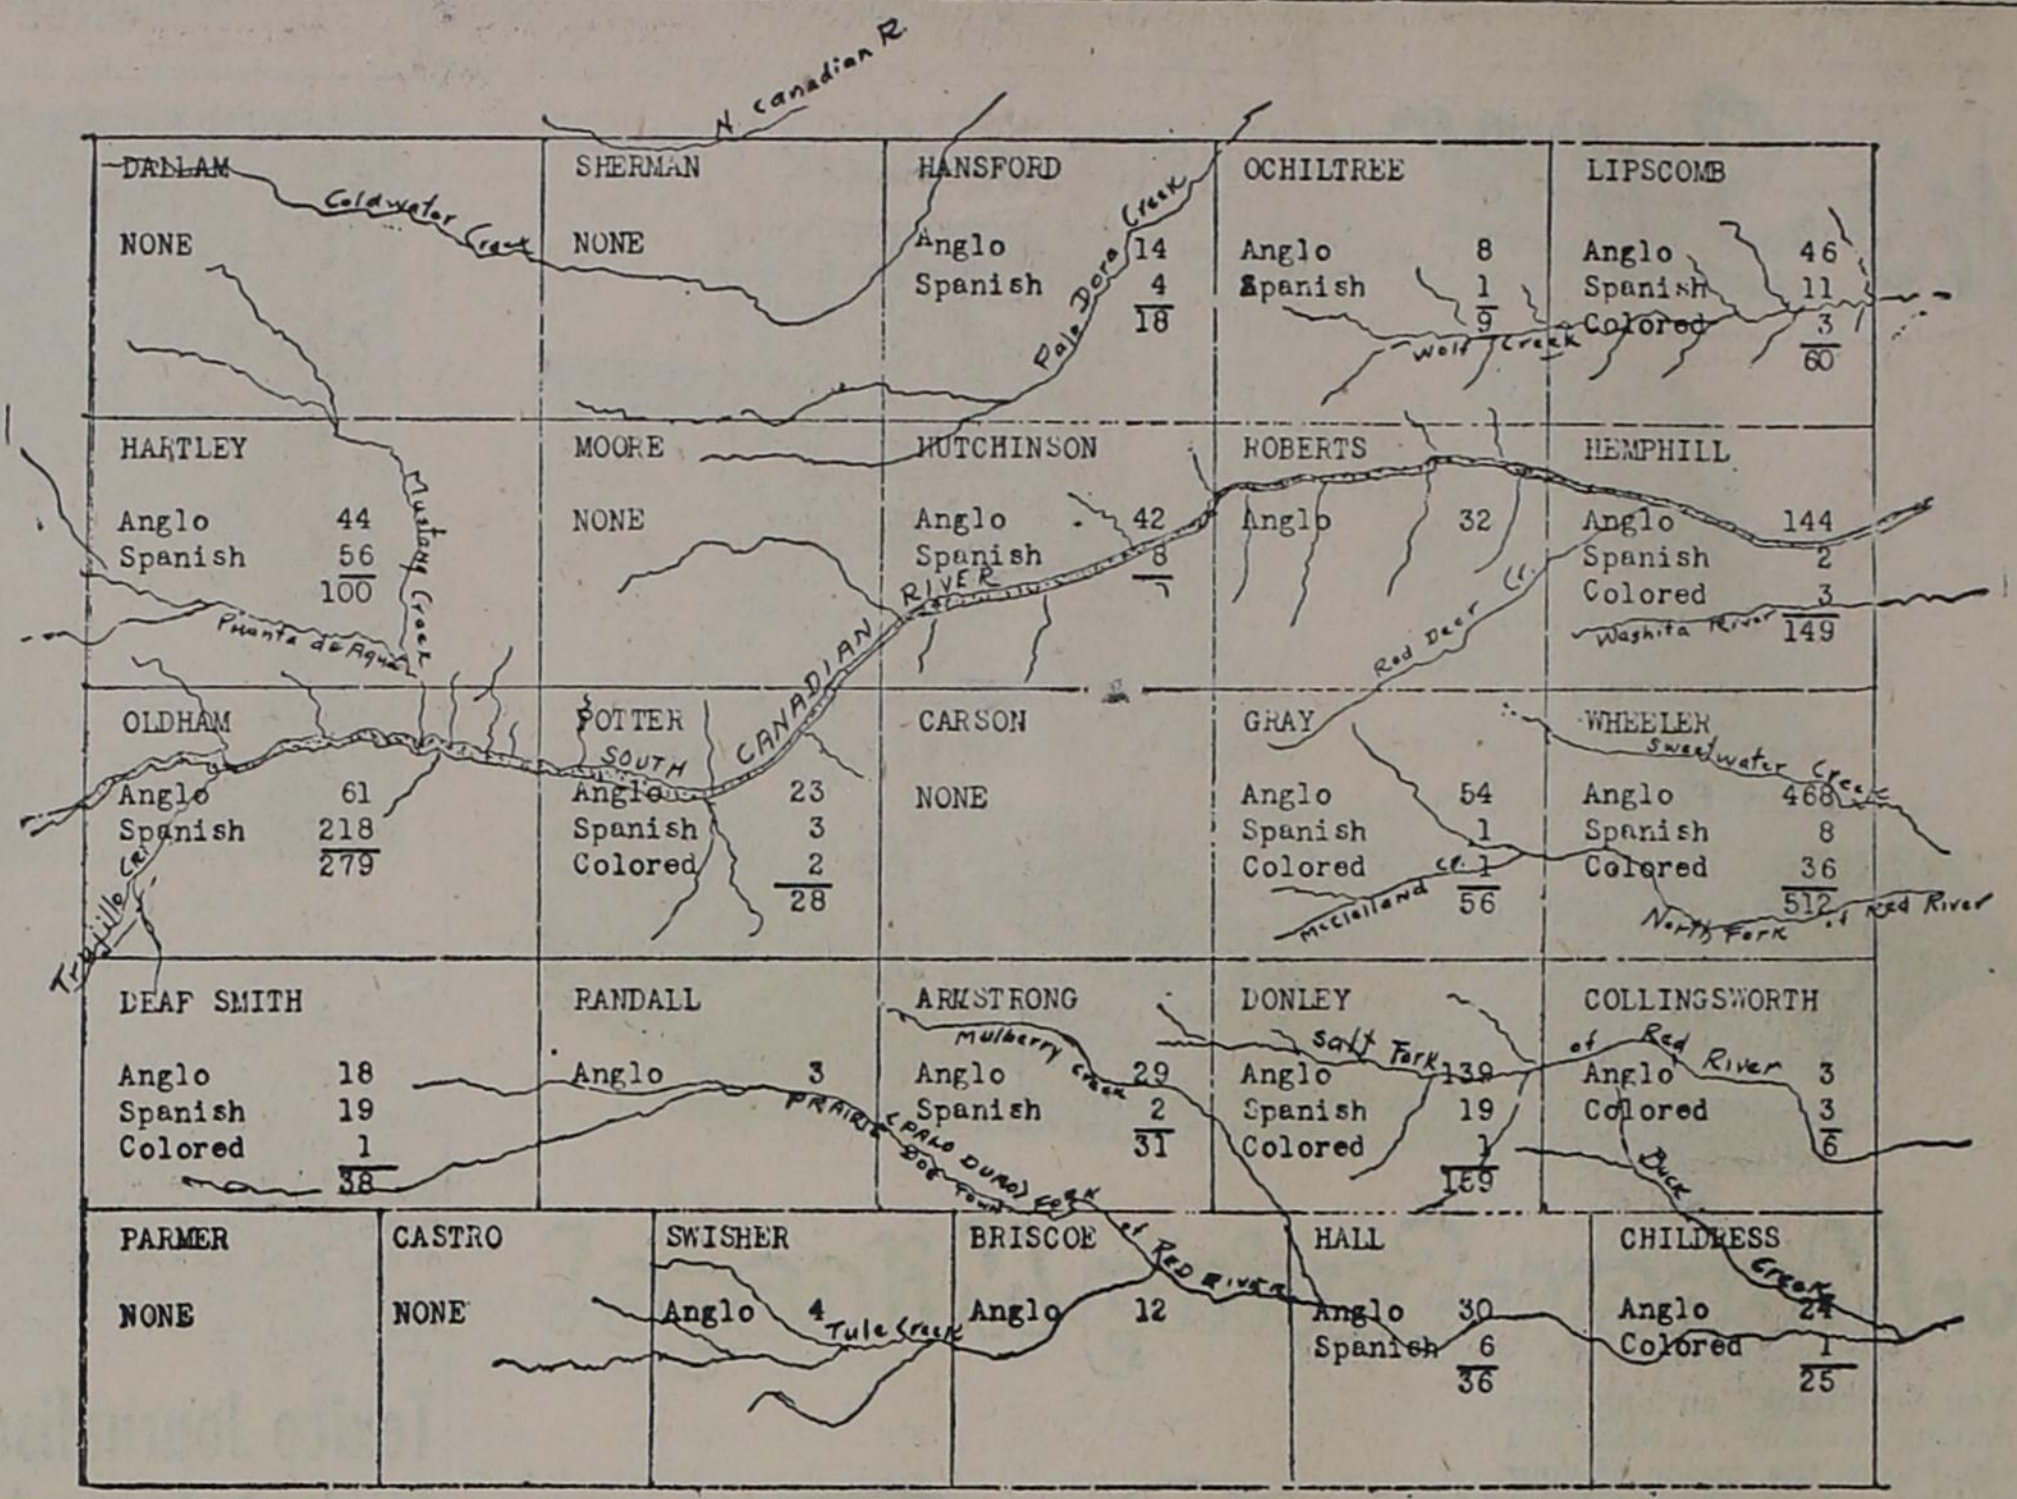 N Canadian R.
DALLAM
Coldwater Creek
NONE
SHERMAN
NONE
HANSFORD
Anglo 14
Spanish 4
18
Palo Dora Creek
OCHILTREE
Anglo 8
Spanish 1
9
Wolf Creek
LIPSCOMB
Anglo 46
Spanish 11
Colored 3
60
HARTLEY
Anglo 44
Spanish 56
100
Mustang Creek
Puanta de Agua
MOORE
NONE
HUTCHINSON
Anglo 42
Spanish 8
ROBERTS
Anglo 32
Red Deer Cr.
HEMPHILL
Anglo 144
Spanish 2
Colored 3
149
Washita River
OLDHAM
Anglo 61
Spanish 218
279
Trujillo CR.
POTTER
SOUTH CANADIAN RIVER
Anglo 23
Spanish 3
Colored 2
28
CARSON
NONE
GRAY
Anglo 54
Spanish 1
Colored 1
56
McClelland Cr.
WHEELER
Sweetwater Creek
Anglo 468
Spanish 8
Colored 36
512
North Fork of Red River
DEAF SMITH
Anglo 18
Spanish 19
Colored 1
38
RANDALL
Anglo 3
PRAIRIE DOG TOWN (PALO DURO) FORK of RED RIVER
ARMSTRONG
Mulberry Creek
Anglo 29
Spanish 2
31
DONLEY
Salt Fork of Red River
Anglo 139
Spanish 19
Colored 1
159
COLLINGSWORTH
Anglo 3
Colored 3
6
Buck Creek
PARMER
NONE
CASTRO
NONE
SWISHER
Anglo 4
Tule Creek
BRISCOE
Anglo 12
HALL
Anglo 30
Spanish 6
36
CHILDRESS
Anglo 24
Colored 1
25